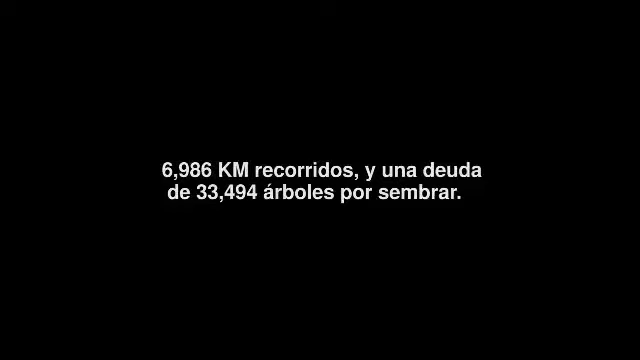 6,986 KM recorridos, y una deuda
de 33,494 árboles por sembrar.